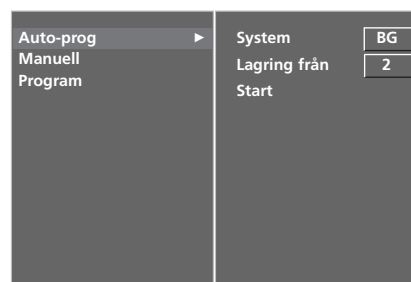 Auto-prog ►
Manuell
Program
System BG
Lagring från 2
Start